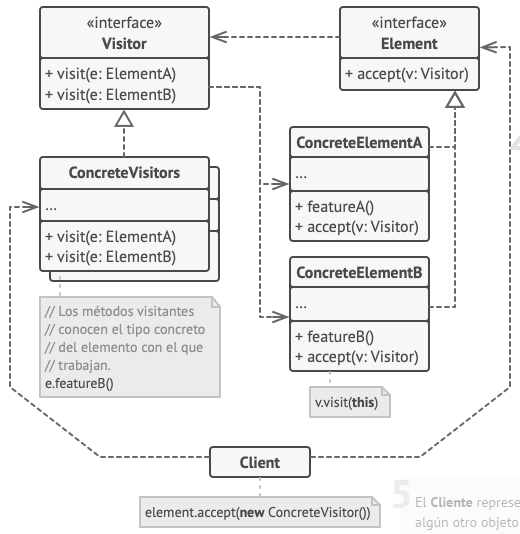 «interface»
Visitor
+ visit(e: ElementA)
+ visit(e: ElementB)
«interface»
Element
+ accept(v: Visitor)
ConcreteVisitors
...
+ visit(e: ElementA)
+ visit(e: ElementB)
ConcreteElementA
...
+ featureA()
+ accept(v: Visitor)
ConcreteElementB
...
+ featureB()
+ accept(v: Visitor)
// Los métodos visitantes
// conocen el tipo concreto
// del elemento con el que
// trabajan.
e.featureB()
v.visit(this)
Client
element.accept(new ConcreteVisitor())
5
El Cliente represe
algún otro objeto